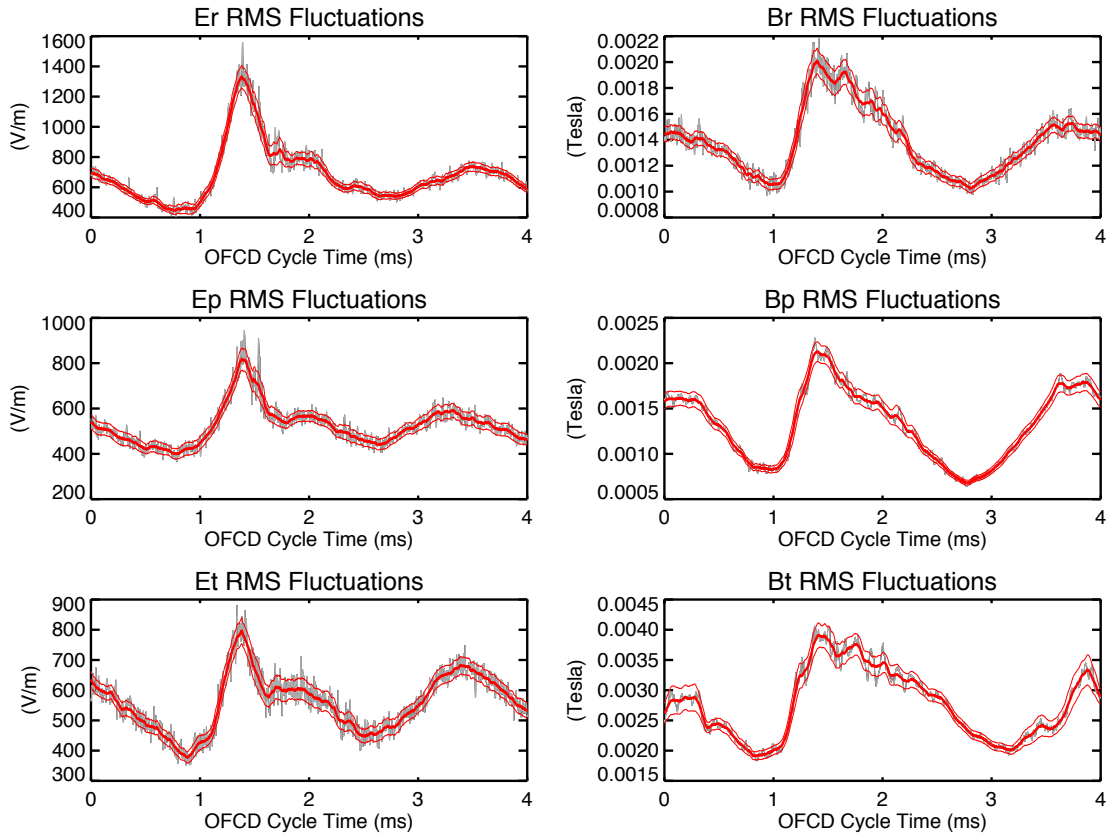 Er RMS Fluctuations
(V/m)
1600
1400
1200
1000
800
600
400
0 1 2 3 4
OFCD Cycle Time (ms)
Br RMS Fluctuations
(Tesla)
0.0022
0.0020
0.0018
0.0016
0.0014
0.0012
0.0010
0.0008
0 1 2 3 4
OFCD Cycle Time (ms)
Ep RMS Fluctuations
(V/m)
1000
800
600
400
200
0 1 2 3 4
OFCD Cycle Time (ms)
Bp RMS Fluctuations
(Tesla)
0.0025
0.0020
0.0015
0.0010
0.0005
0 1 2 3 4
OFCD Cycle Time (ms)
Et RMS Fluctuations
(V/m)
900
800
700
600
500
400
300
0 1 2 3 4
OFCD Cycle Time (ms)
Bt RMS Fluctuations
(Tesla)
0.0045
0.0040
0.0035
0.0030
0.0025
0.0020
0.0015
0 1 2 3 4
OFCD Cycle Time (ms)